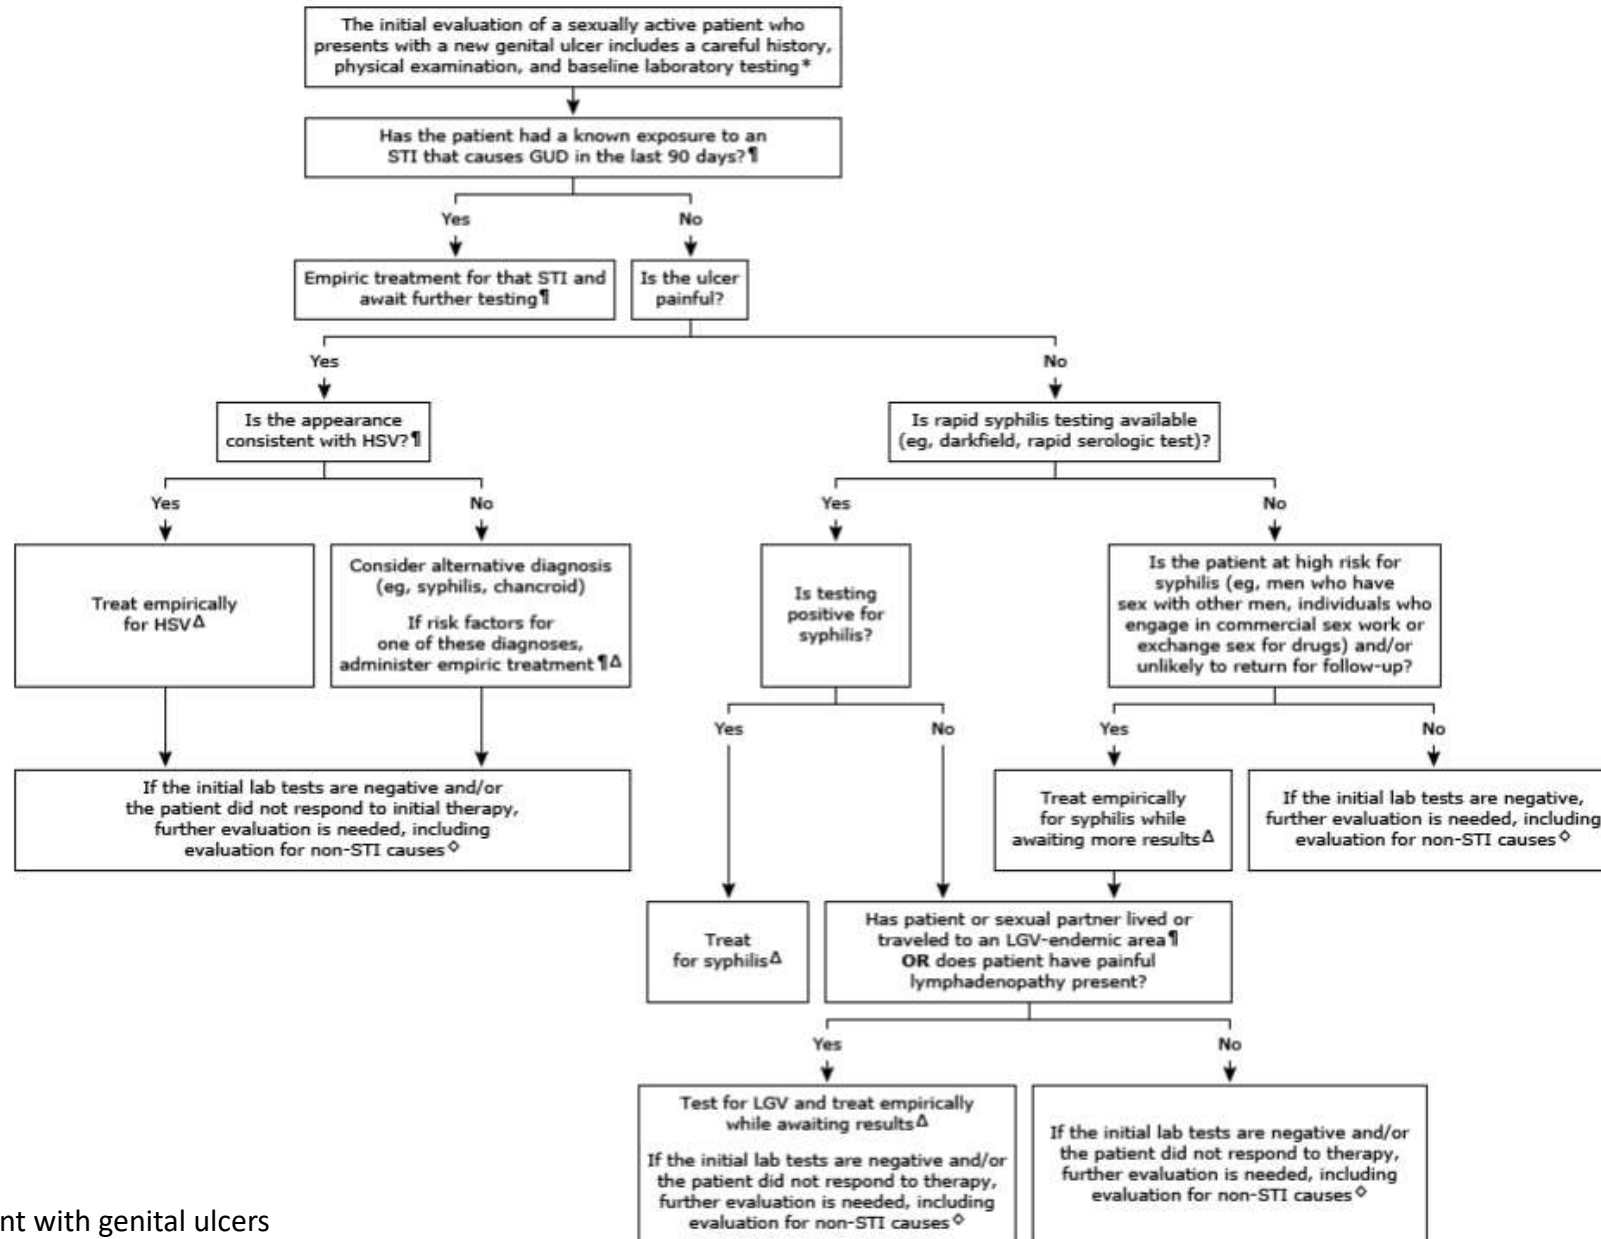 The initial evaluation of a sexually active patient who
presents with a new genital ulcer includes a careful history,
physical examination, and baseline laboratory testing*
Has the patient had a known exposure to an
STI that causes GUD in the last 90 days?¶
Yes
No
Empiric treatment for that STI and
await further testing¶
Is the ulcer
painful?
Yes
No
Is the appearance
consistent with HSV?¶
Is rapid syphilis testing available
(eg, darkfield, rapid serologic test)?
Yes
No
Yes
No
Treat empirically
for HSVΔ
Consider alternative diagnosis
(eg, syphilis, chancroid)
If risk factors for
one of these diagnoses,
administer empiric treatment¶Δ
Is testing
positive for
syphilis?
Is the patient at high risk for
syphilis (eg, men who have
sex with other men, individuals who
engage in commercial sex work or
exchange sex for drugs) and/or
unlikely to return for follow-up?
Yes
No
Yes
No
If the initial lab tests are negative and/or
the patient did not respond to initial therapy,
further evaluation is needed, including
evaluation for non-STI causes◇
Treat empirically
for syphilis while
awaiting more resultsΔ
If the initial lab tests are negative,
further evaluation is needed, including
evaluation for non-STI causes◇
Treat
for syphilisΔ
Has patient or sexual partner lived or
traveled to an LGV-endemic area¶
OR does patient have painful
lymphadenopathy present?
Yes
No
Test for LGV and treat empirically
while awaiting resultsΔ
If the initial lab tests are negative and/or
the patient did not respond to therapy,
further evaluation is needed, including
evaluation for non-STI causes◇
If the initial lab tests are negative and/or
the patient did not respond to therapy,
further evaluation is needed, including
evaluation for non-STI causes◇
nt with genital ulcers